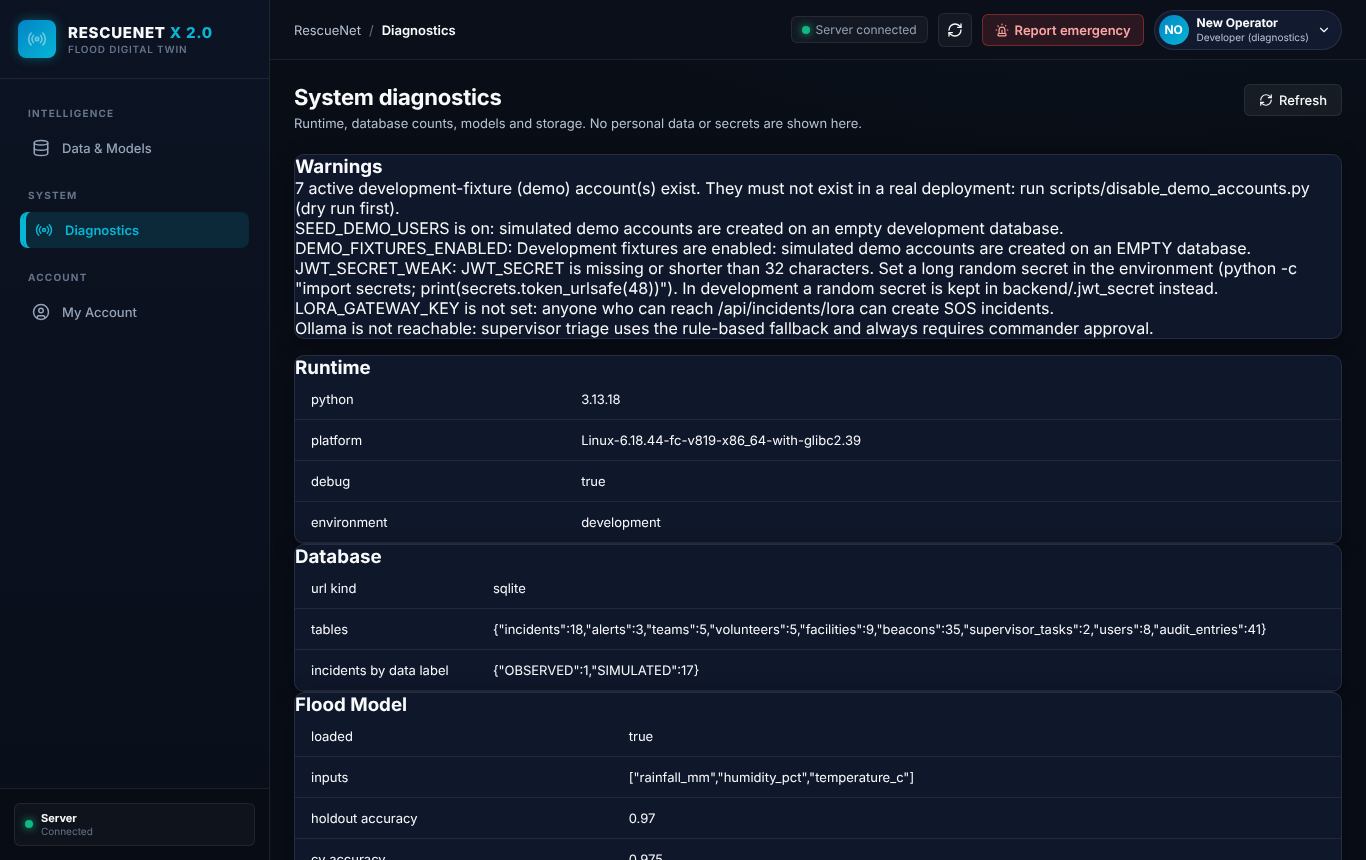 RESCUENET X 2.0
FLOOD DIGITAL TWIN
RescueNet / Diagnostics
Server connected
Report emergency
NO
New Operator
Developer (diagnostics)
INTELLIGENCE
Data & Models
SYSTEM
Diagnostics
ACCOUNT
My Account
Server
Connected
System diagnostics
Refresh
Runtime, database counts, models and storage. No personal data or secrets are shown here.
Warnings
7 active development-fixture (demo) account(s) exist. They must not exist in a real deployment: run scripts/disable_demo_accounts.py
(dry run first).
SEED_DEMO_USERS is on: simulated demo accounts are created on an empty development database.
DEMO_FIXTURES_ENABLED: Development fixtures are enabled: simulated demo accounts are created on an EMPTY database.
JWT_SECRET_WEAK: JWT_SECRET is missing or shorter than 32 characters. Set a long random secret in the environment (python -c
"import secrets; print(secrets.token_urlsafe(48))"). In development a random secret is kept in backend/.jwt_secret instead.
LORA_GATEWAY_KEY is not set: anyone who can reach /api/incidents/lora can create SOS incidents.
Ollama is not reachable: supervisor triage uses the rule-based fallback and always requires commander approval.
Runtime
python 3.13.18
platform Linux-6.18.44-fc-v819-x86_64-with-glibc2.39
debug true
environment development
Database
url kind sqlite
tables {"incidents":18,"alerts":3,"teams":5,"volunteers":5,"facilities":9,"beacons":35,"supervisor_tasks":2,"users":8,"audit_entries":41}
incidents by data label {"OBSERVED":1,"SIMULATED":17}
Flood Model
loaded true
inputs ["rainfall_mm","humidity_pct","temperature_c"]
holdout accuracy 0.97
cv accuracy 0.975